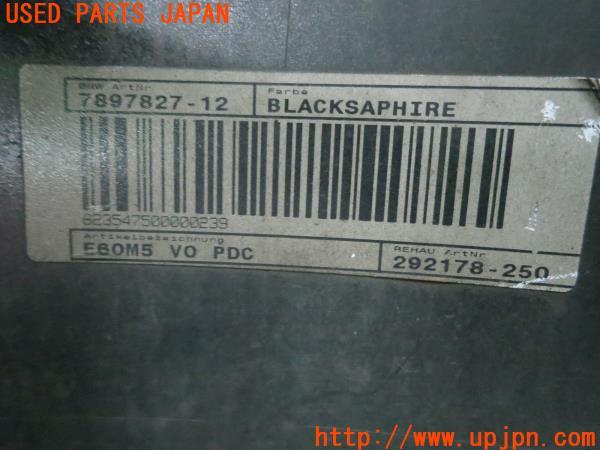 USED PARTS JAPAN
BMW ArtNr
7897827-12
Farbe
BLACKSAPHIRE
623547500000239
Artikelbezeichnung
E60M5 VO PDC
REHAU ArtNr
292178-250
http://www.upjpn.com/